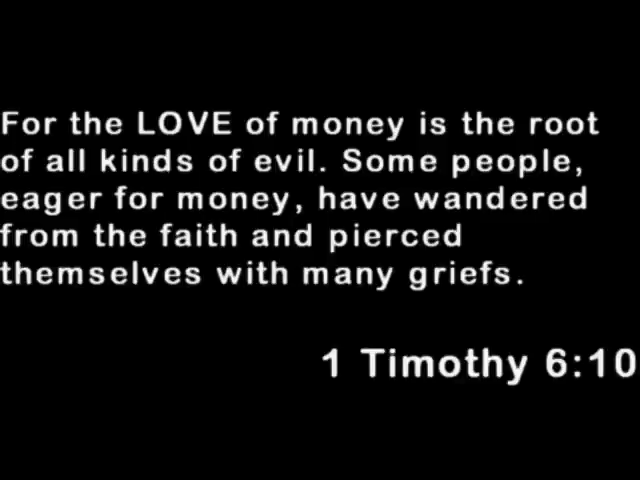 For the LOVE of money is the root
of all kinds of evil. Some people,
eager for money, have wandered
from the faith and pierced
themselves with many griefs.
1 Timothy 6:10